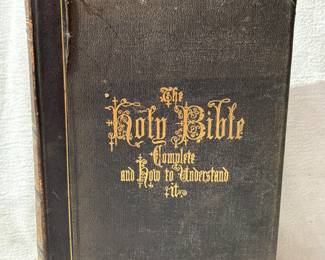 The
Holy Bible
Complete
and How to Understand
it